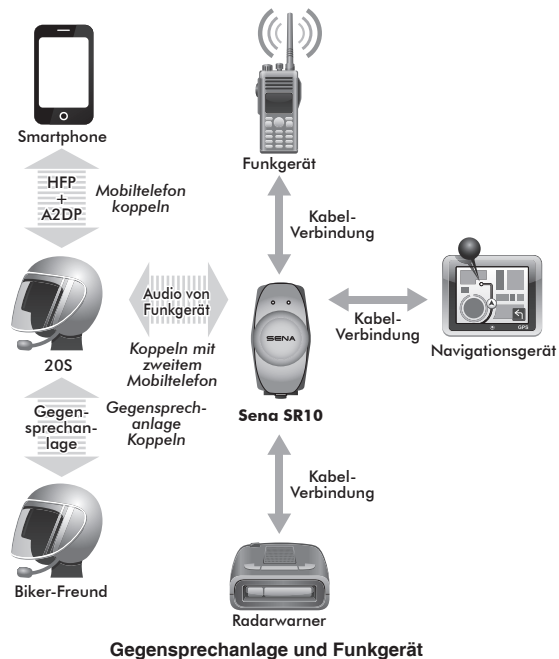 Smartphone
Funkgerät
HFP
+
A2DP
Mobiltelefon
koppeln
Kabel-
Verbindung
Audio von
Funkgerät
SENA
Kabel-
Verbindung
GPS
Navigationsgerät
20S
Koppeln mit
zweitem
Mobiltelefon
Sena SR10
Gegen-
sprechan-
lage
Gegensprech-
anlage
Koppeln
Kabel-
Verbindung
Biker-Freund
Radarwarner
Gegensprechanlage und Funkgerät